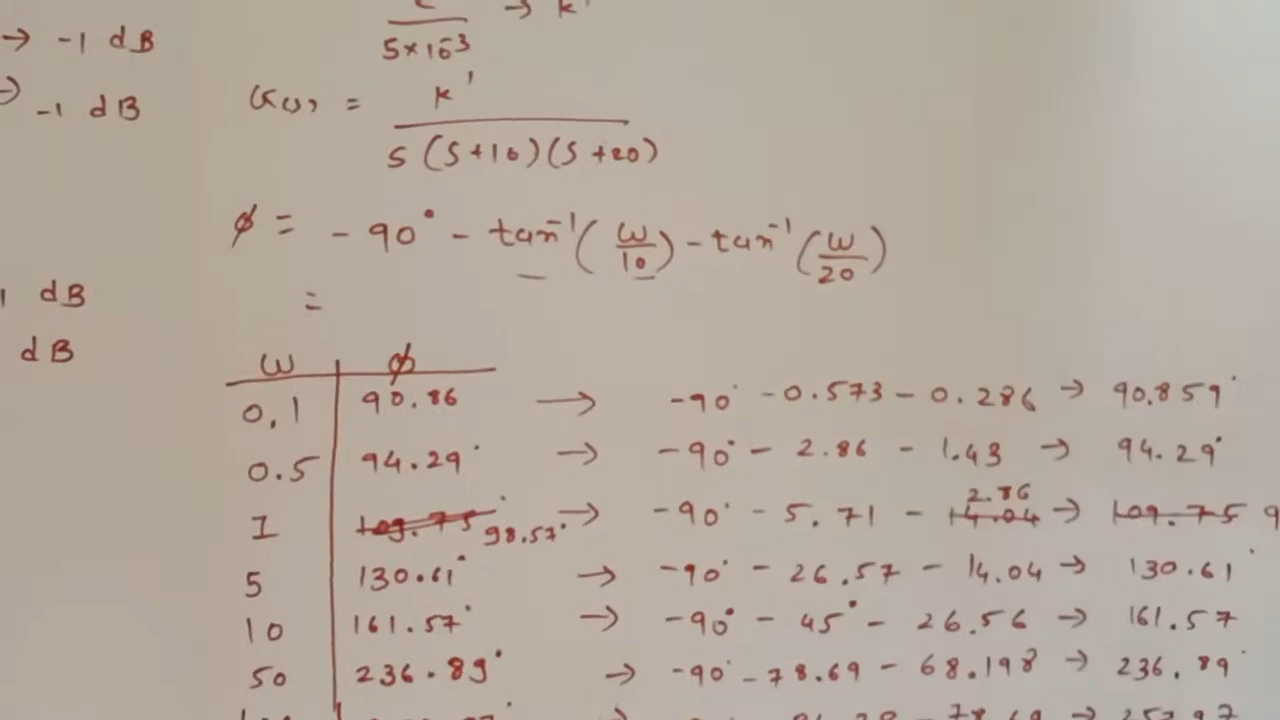 → -1 dB
→ k'
5×10⁻³
-1 dB
G(s) = k' / s(s+10)(s+20)
ϕ = -90° - tan⁻¹(ω/10) - tan⁻¹(ω/20)
=
dB
dB
ω ϕ
0.1 90.86 → -90° - 0.573 - 0.286 → 90.859°
0.5 94.29° → -90° - 2.86 - 1.43 → 94.29°
1 109.75° 98.57° → -90° - 5.71 - 14.04 2.86 → 109.75 9
5 130.61° → -90° - 26.57 - 14.04 → 130.61°
10 161.57° → -90° - 45° - 26.56 → 161.57
50 236.89° → -90° - 78.69 - 68.198 → 236.89°